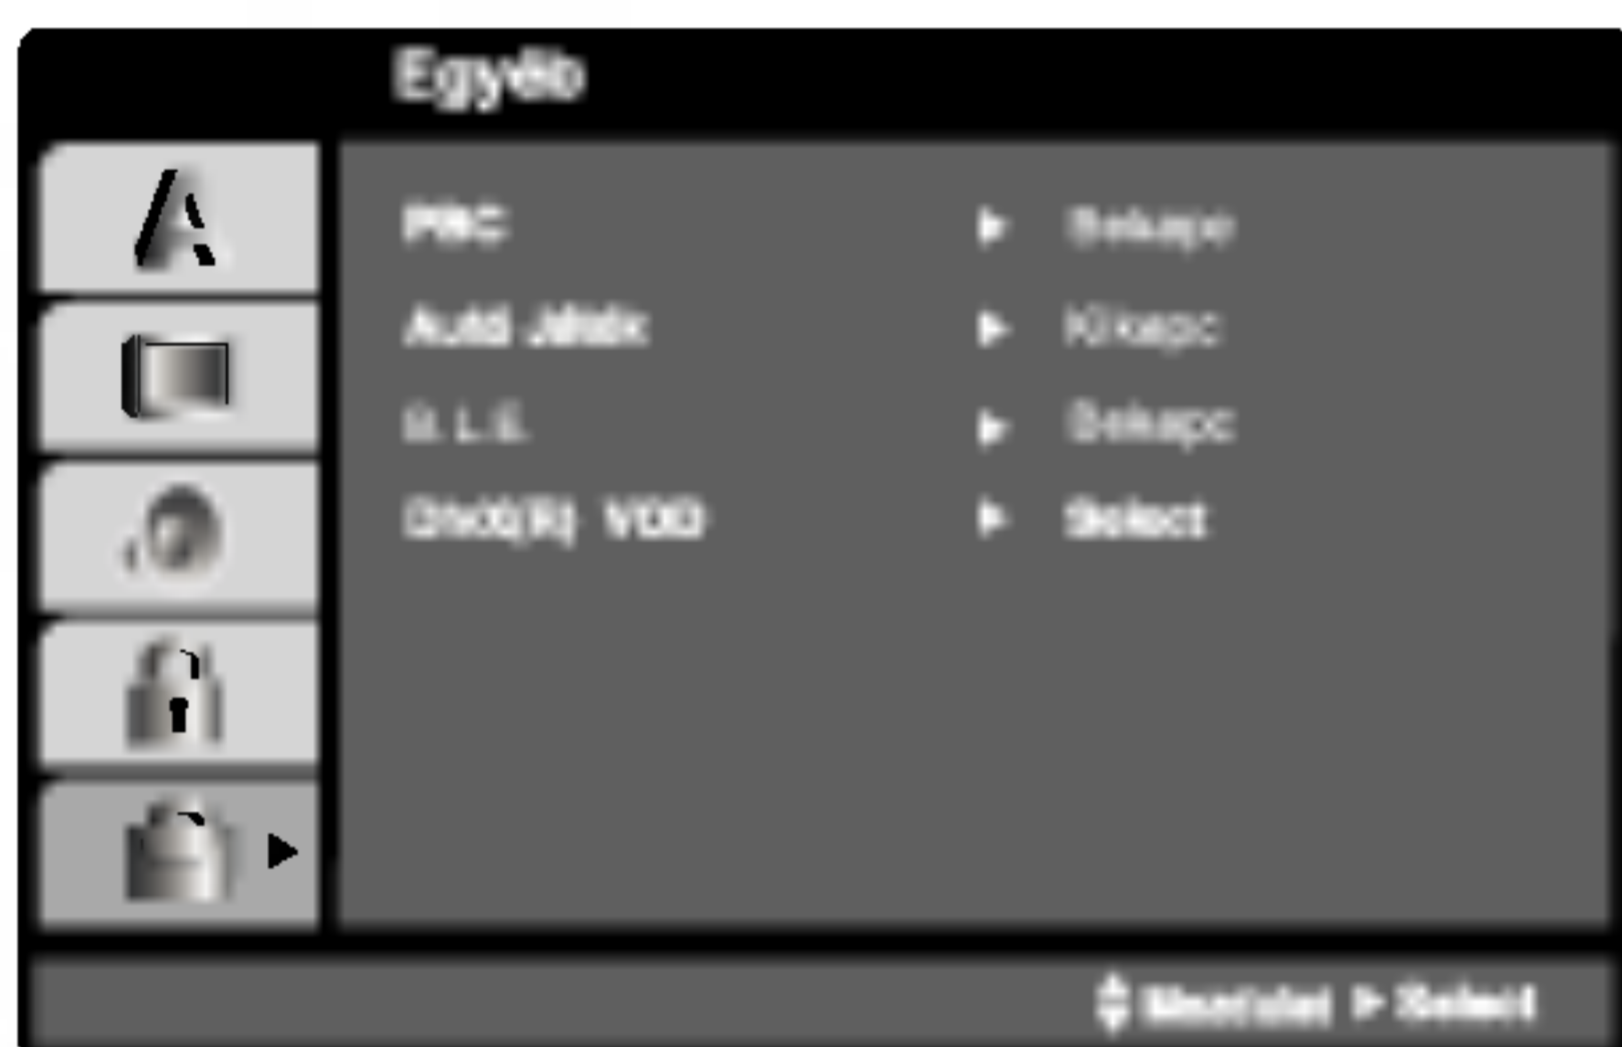 Egyéb
PBC Bekapc
Autó Játék Kikapc
B.L.E. Bekapc
DivX(R) VOD Select
Select